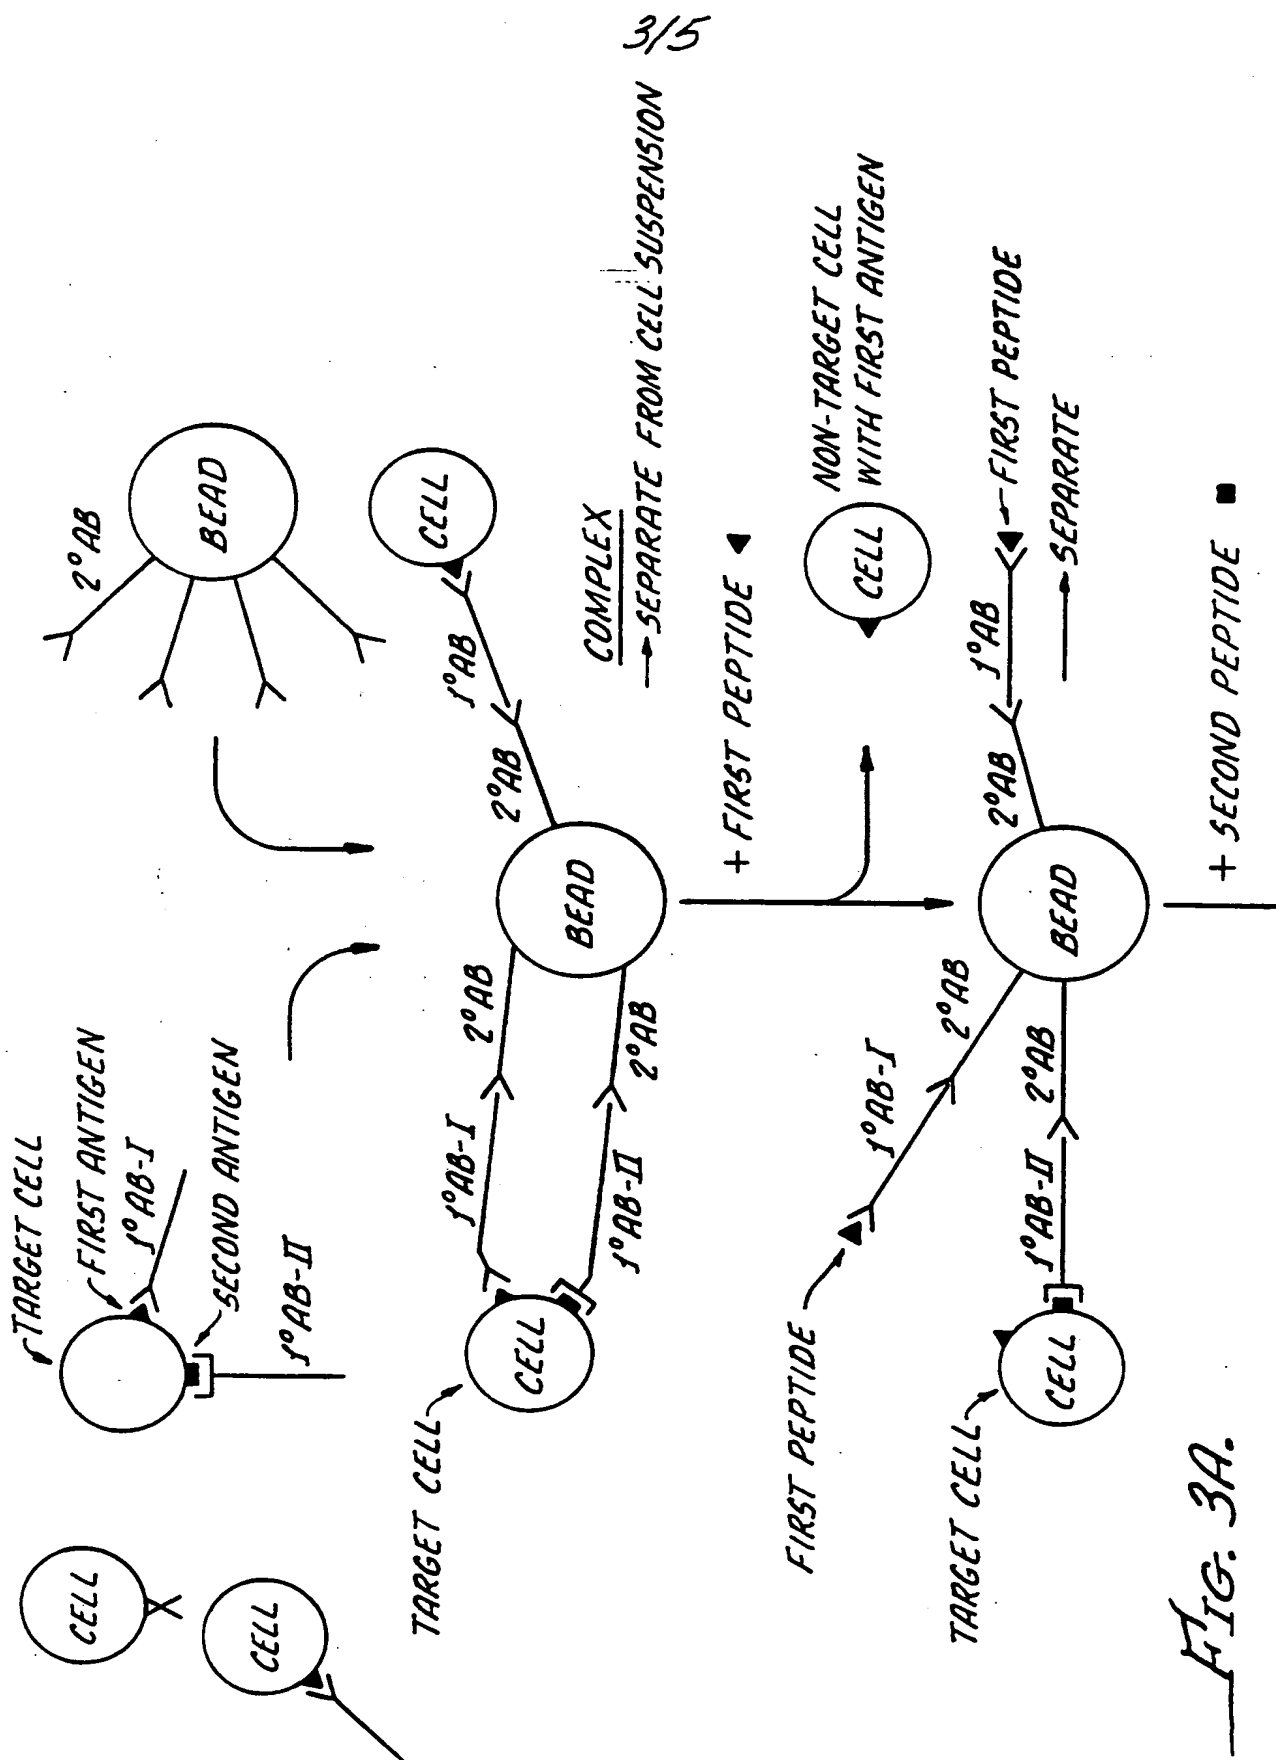 3/5
CELL
CELL
TARGET CELL
FIRST ANTIGEN
1° AB-I
SECOND ANTIGEN
1° AB-II
2° AB
BEAD
TARGET CELL
CELL
1° AB-I
2° AB
1° AB-II
2° AB
BEAD
2° AB
1° AB
CELL
COMPLEX
SEPARATE FROM CELL SUSPENSION
+ FIRST PEPTIDE
CELL
NON-TARGET CELL
WITH FIRST ANTIGEN
FIRST PEPTIDE
1° AB-I
2° AB
TARGET CELL
CELL
1° AB-II
2° AB
BEAD
2° AB
1° AB
FIRST PEPTIDE
SEPARATE
+ SECOND PEPTIDE
FIG. 3A.